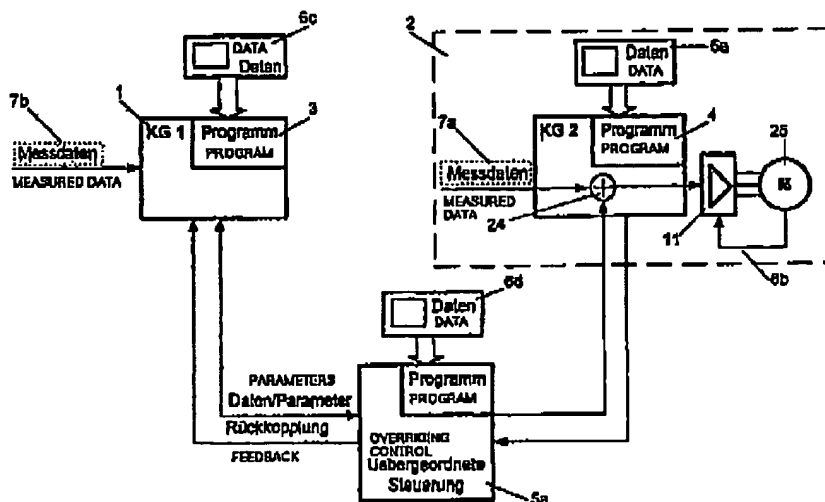 6c
DATA
Daten
1
KG 1
Programm
PROGRAM
3
7b
Messdaten
MEASURED DATA
2
Daten
DATA
6a
KG 2
Programm
PROGRAM
4
7a
Messdaten
MEASURED
DATA
24
25
11
6b
Daten
DATA
6d
Programm
PROGRAM
PARAMETERS
Daten/Parameter
Rückkopplung
FEEDBACK
OVERRIDING
CONTROL
Uebergeordnete
Steuerung
5a